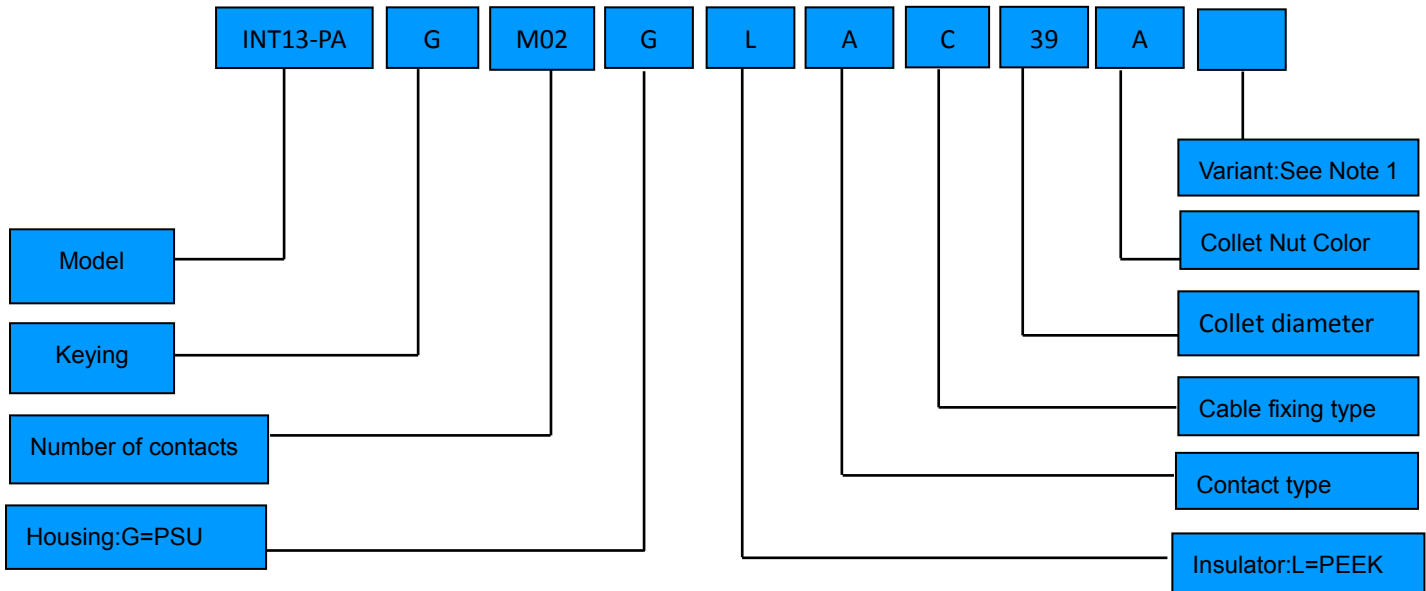 INT13-PA G M02 G L A C 39 A
Variant:See Note 1
Model
Collet Nut Color
Keying
Collet diameter
Number of contacts
Cable fixing type
Contact type
Housing:G=PSU
Insulator:L=PEEK